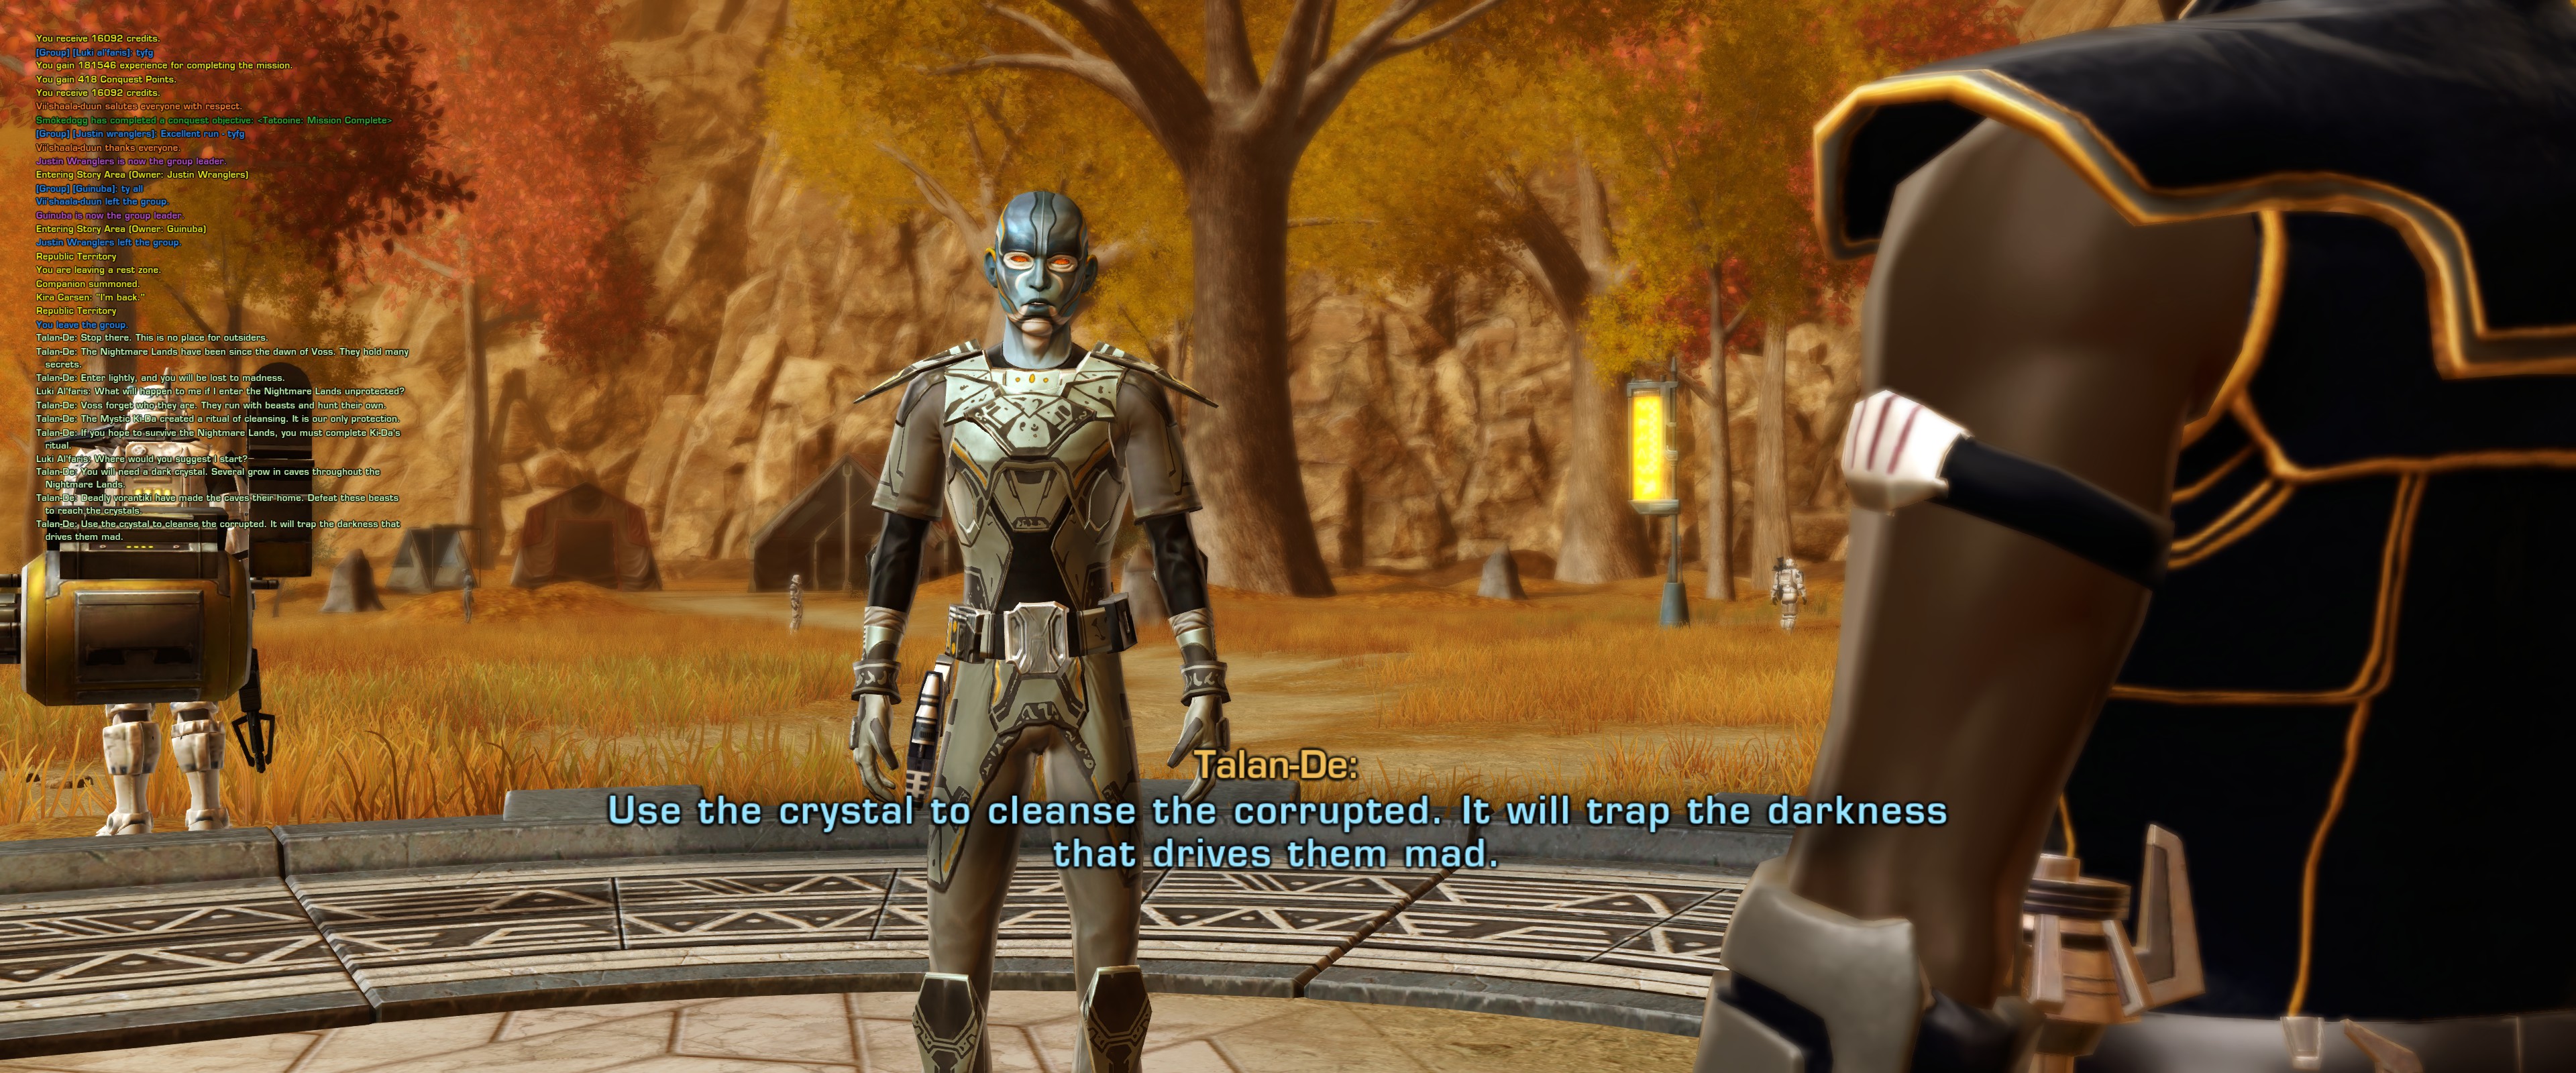 You receive 16092 credits.
[Group] [Luki al'faris]: tyfg
You gain 181546 experience for completing the mission.
You gain 418 Conquest Points.
You receive 16092 credits.
Vii'shaala-duun salutes everyone with respect.
Smokedogg has completed a conquest objective: <Tatooine: Mission Complete>
[Group] [Justin wranglers]: Excellent run - tyfg
Vii'shaala-duun thanks everyone.
Justin Wranglers is now the group leader.
Entering Story Area (Owner: Justin Wranglers)
[Group] [Guinuba]: ty all
Vii'shaala-duun left the group.
Guinuba is now the group leader.
Entering Story Area (Owner: Guinuba)
Justin Wranglers left the group.
Republic Territory
You are leaving a rest zone.
Companion summoned.
Kira Carsen: "I'm back."
Republic Territory
You leave the group.
Talan-De: Stop there. This is no place for outsiders.
Talan-De: The Nightmare Lands have been since the dawn of Voss. They hold many
secrets.
Talan-De: Enter lightly, and you will be lost to madness.
Luki Al'faris: What will happen to me if I enter the Nightmare Lands unprotected?
Talan-De: Voss forget who they are. They run with beasts and hunt their own.
Talan-De: The Mystic Ki-Da created a ritual of cleansing. It is our only protection.
Talan-De: If you hope to survive the Nightmare Lands, you must complete Ki-Da's
ritual.
Luki Al'faris: Where would you suggest I start?
Talan-De: You will need a dark crystal. Several grow in caves throughout the
Nightmare Lands.
Talan-De: Deadly vorantiki have made the caves their home. Defeat these beasts
to reach the crystals.
Talan-De: Use the crystal to cleanse the corrupted. It will trap the darkness that
drives them mad.
Talan-De:
Use the crystal to cleanse the corrupted. It will trap the darkness
that drives them mad.